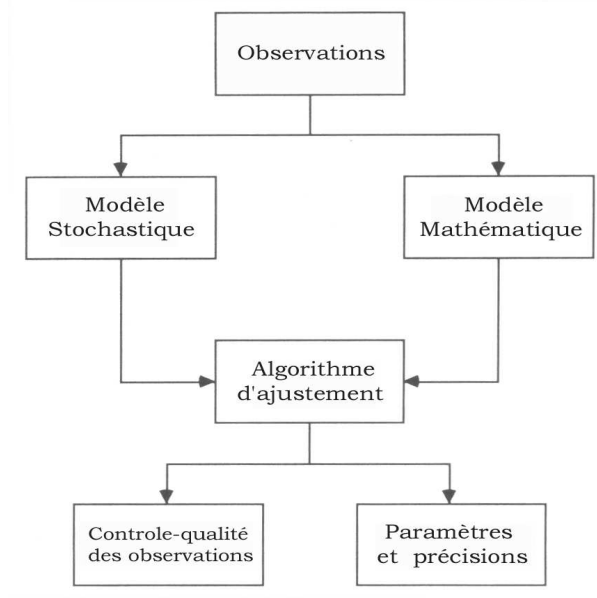 Observations
Modèle
Stochastique
Modèle
Mathématique
Algorithme
d'ajustement
Controle-qualité
des observations
Paramètres
et précisions